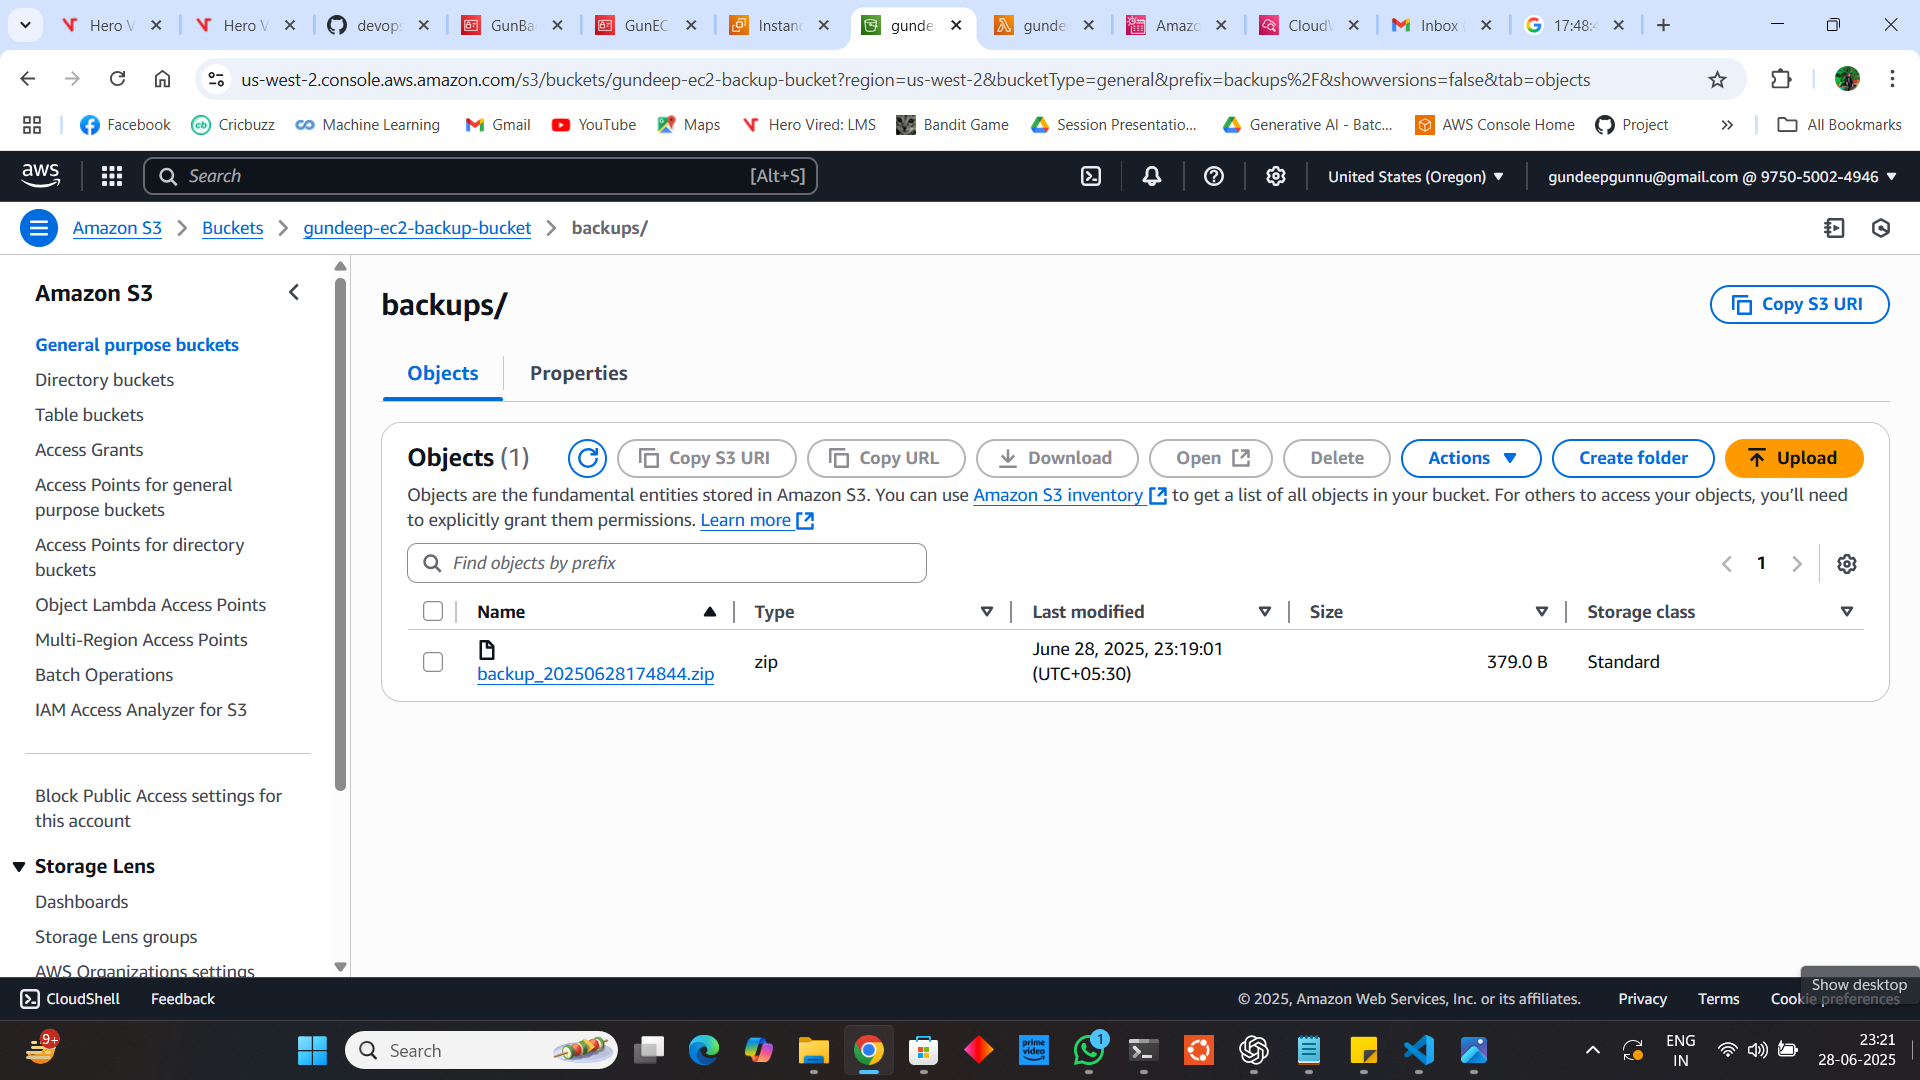 Hero V
Hero V
devops
GunBa
GunEC
Instanc
gunde
gunde
Amazo
CloudW
Inbox (
17:48:4
us-west-2.console.aws.amazon.com/s3/buckets/gundeep-ec2-backup-bucket?region=us-west-2&bucketType=general&prefix=backups%2F&showversions=false&tab=objects
Facebook
Cricbuzz
Machine Learning
Gmail
YouTube
Maps
Hero Vired: LMS
Bandit Game
Session Presentatio...
Generative AI - Batc...
AWS Console Home
Project
All Bookmarks
aws
Search
[Alt+S]
United States (Oregon)
gundeepgunnu@gmail.com @ 9750-5002-4946
Amazon S3
Buckets
gundeep-ec2-backup-bucket
backups/
Amazon S3
General purpose buckets
Directory buckets
Table buckets
Access Grants
Access Points for general
purpose buckets
Access Points for directory
buckets
Object Lambda Access Points
Multi-Region Access Points
Batch Operations
IAM Access Analyzer for S3
Block Public Access settings for
this account
Storage Lens
Dashboards
Storage Lens groups
AWS Organizations settings
backups/
Copy S3 URI
Objects
Properties
Objects (1)
Copy S3 URI
Copy URL
Download
Open
Delete
Actions
Create folder
Upload
Objects are the fundamental entities stored in Amazon S3. You can use Amazon S3 inventory to get a list of all objects in your bucket. For others to access your objects, you'll need
to explicitly grant them permissions. Learn more
Find objects by prefix
1
Name
Type
Last modified
Size
Storage class
backup_20250628174844.zip
zip
June 28, 2025, 23:19:01
(UTC+05:30)
379.0 B
Standard
CloudShell
Feedback
© 2025, Amazon Web Services, Inc. or its affiliates.
Privacy
Terms
Cookie preferences
Show desktop
9+
Search
prime
video
1
ENG
IN
23:21
28-06-2025